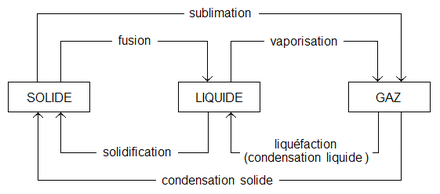 sublimation
fusion
vaporisation
SOLIDE
LIQUIDE
GAZ
solidification
liquéfaction
(condensation liquide )
condensation solide